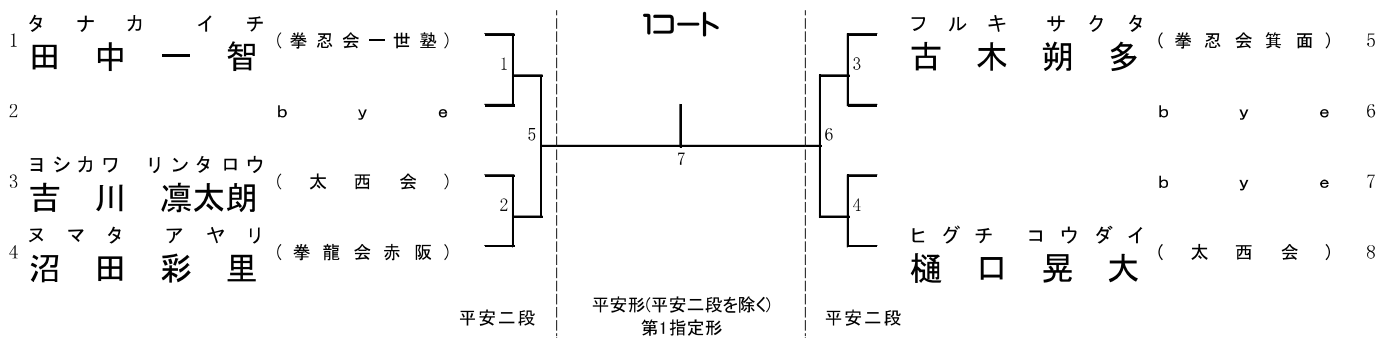 1コート
タナカ イチ
1 田中一智 (拳忍会一世塾)
2 bye
ヨシカワ リンタロウ
3 吉川 凛太朗 (太西会)
ヌマタ アヤリ
4 沼田彩里 (拳龍会赤阪)
1
2
5
7
6
3
4
フルキ サクタ
古木朔多 (拳忍会箕面) 5
bye 6
bye 7
ヒグチ コウダイ
樋口晃大 (太西会) 8
平安二段
平安形(平安二段を除く)
第1指定形
平安二段